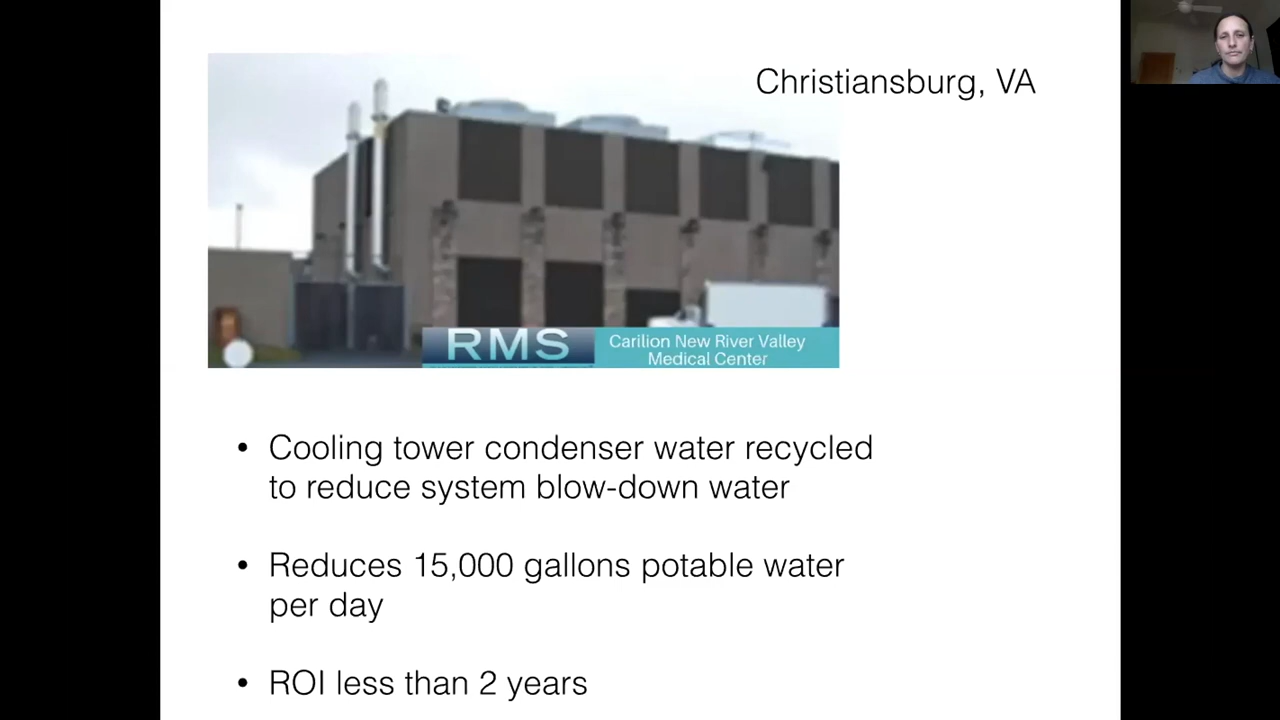 Christiansburg, VA
RMS
Carilion New River Valley
Medical Center
• Cooling tower condenser water recycled
to reduce system blow-down water
• Reduces 15,000 gallons potable water
per day
• ROI less than 2 years